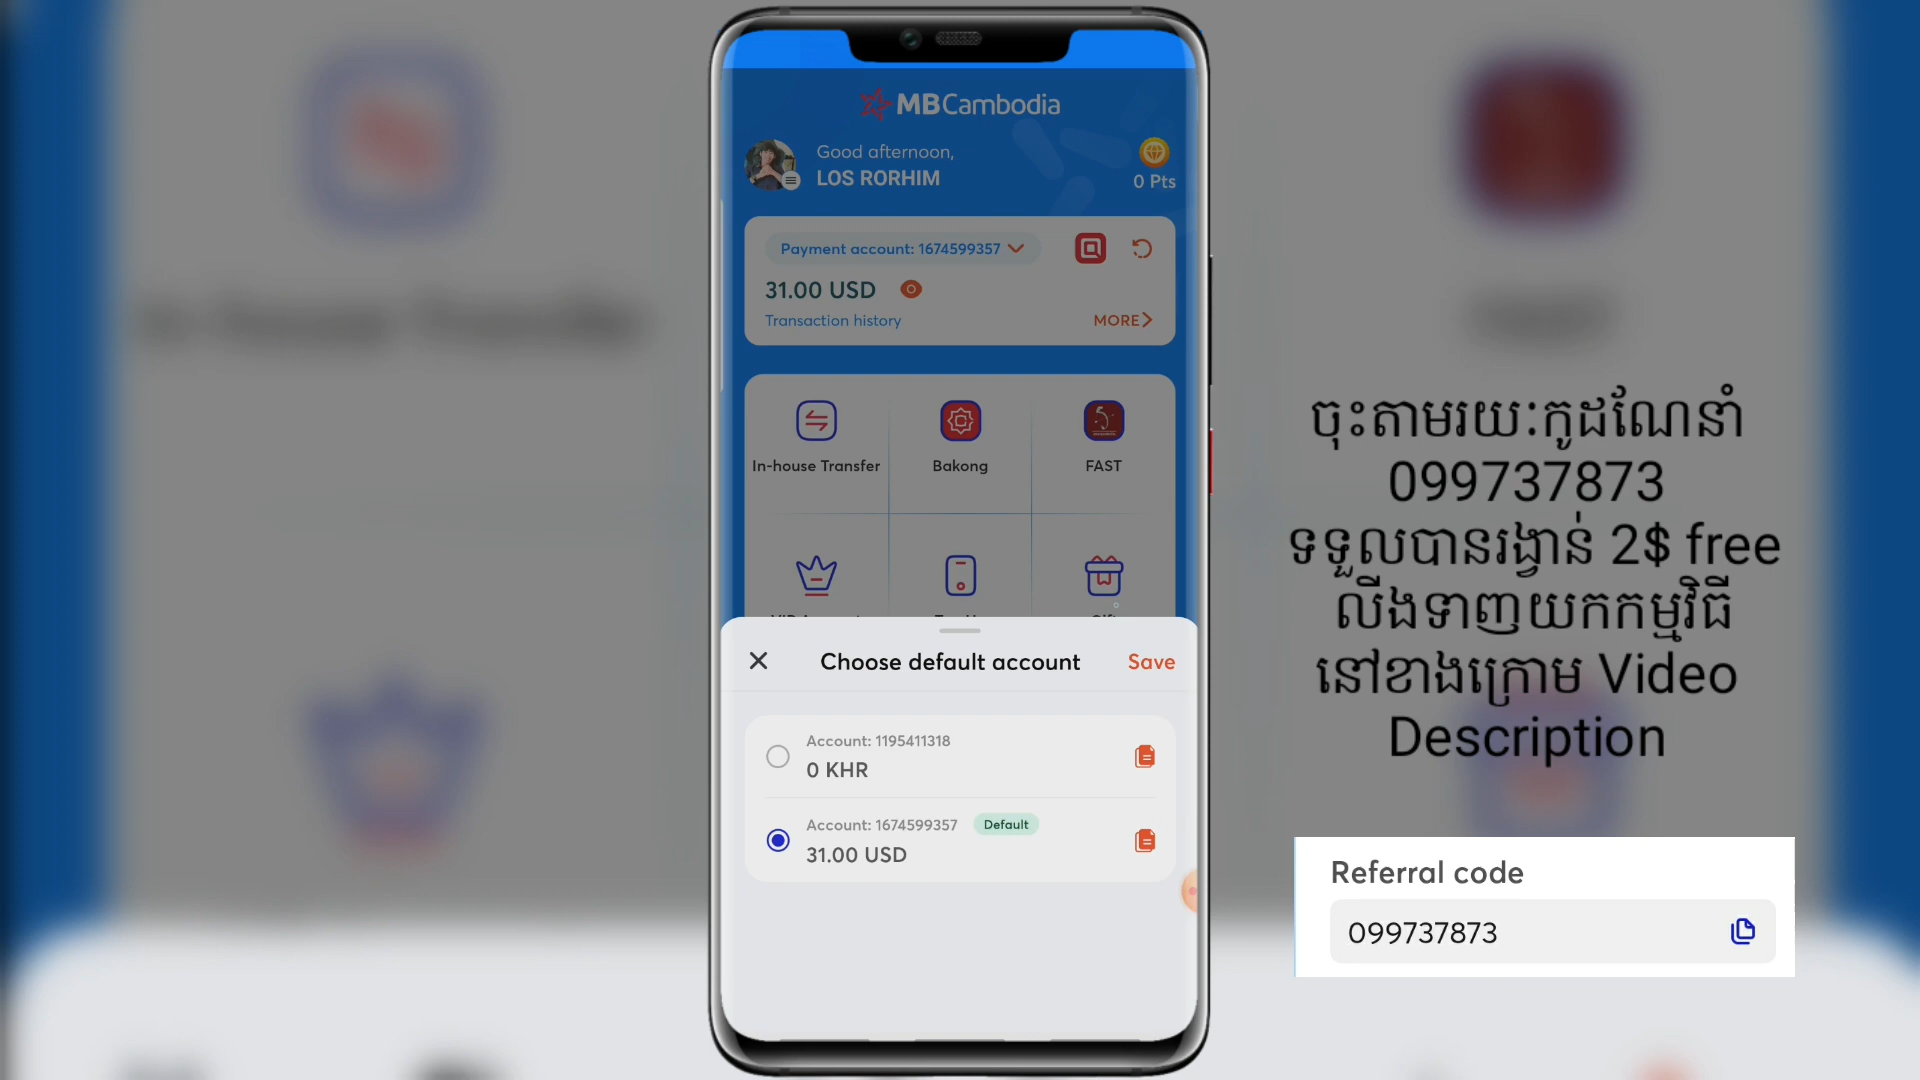 MBCambodia
Good afternoon,
LOS RORHIM
0 Pts
Payment account: 1674599357
31.00 USD
Transaction history
MORE
In-house Transfer
Bakong
FAST
Choose default account
Save
Account: 1195411318
0 KHR
Account: 1674599357
Default
31.00 USD
ចុះតាមរយៈកូដណែនាំ
099737873
ទទួលបានរង្វាន់ 2$ free
លីងទាញយកកម្មវិធី
នៅខាងក្រោម Video
Description
Referral code
099737873